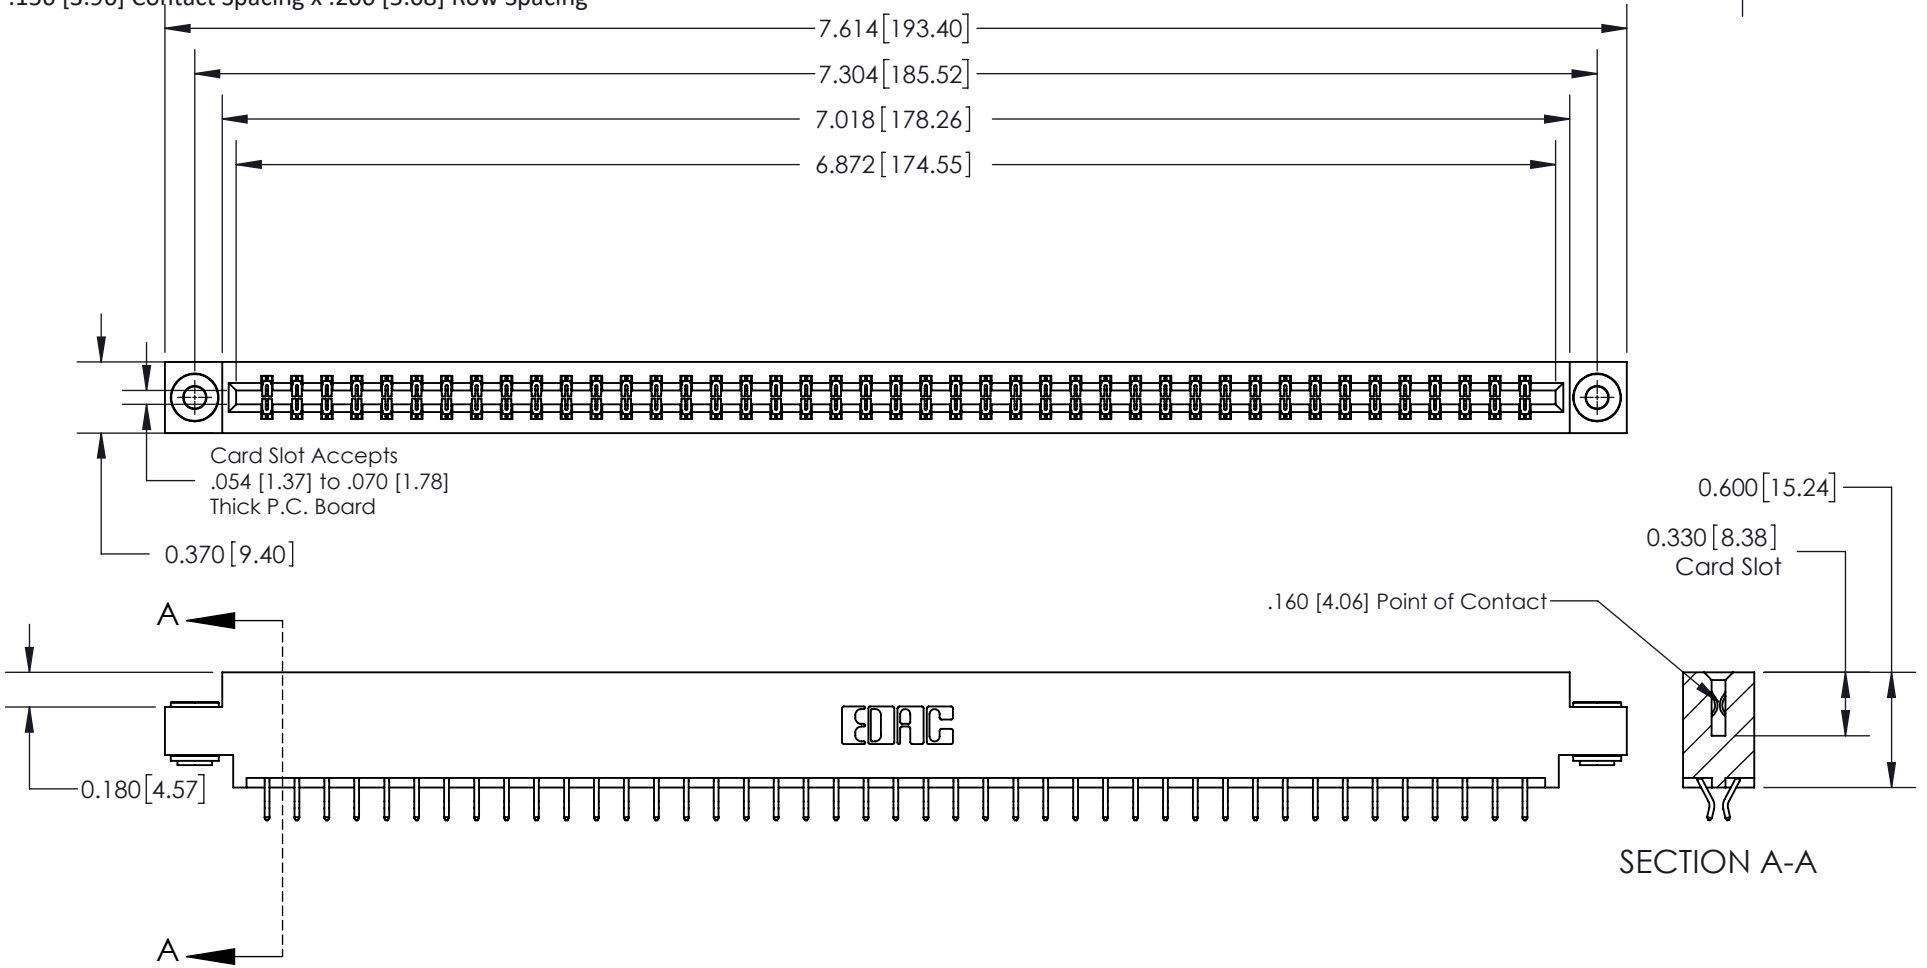 .156 [3.96] Contact Spacing x .200 [5.08] Row Spacing
7.614[193.40]
7.304[185.52]
7.018[178.26]
6.872[174.55]
Card Slot Accepts
.054 [1.37] to .070 [1.78]
Thick P.C. Board
0.370[9.40]
0.600[15.24]
0.330[8.38]
Card Slot
.160 [4.06] Point of Contact
A
EDAC
0.180[4.57]
SECTION A-A
A